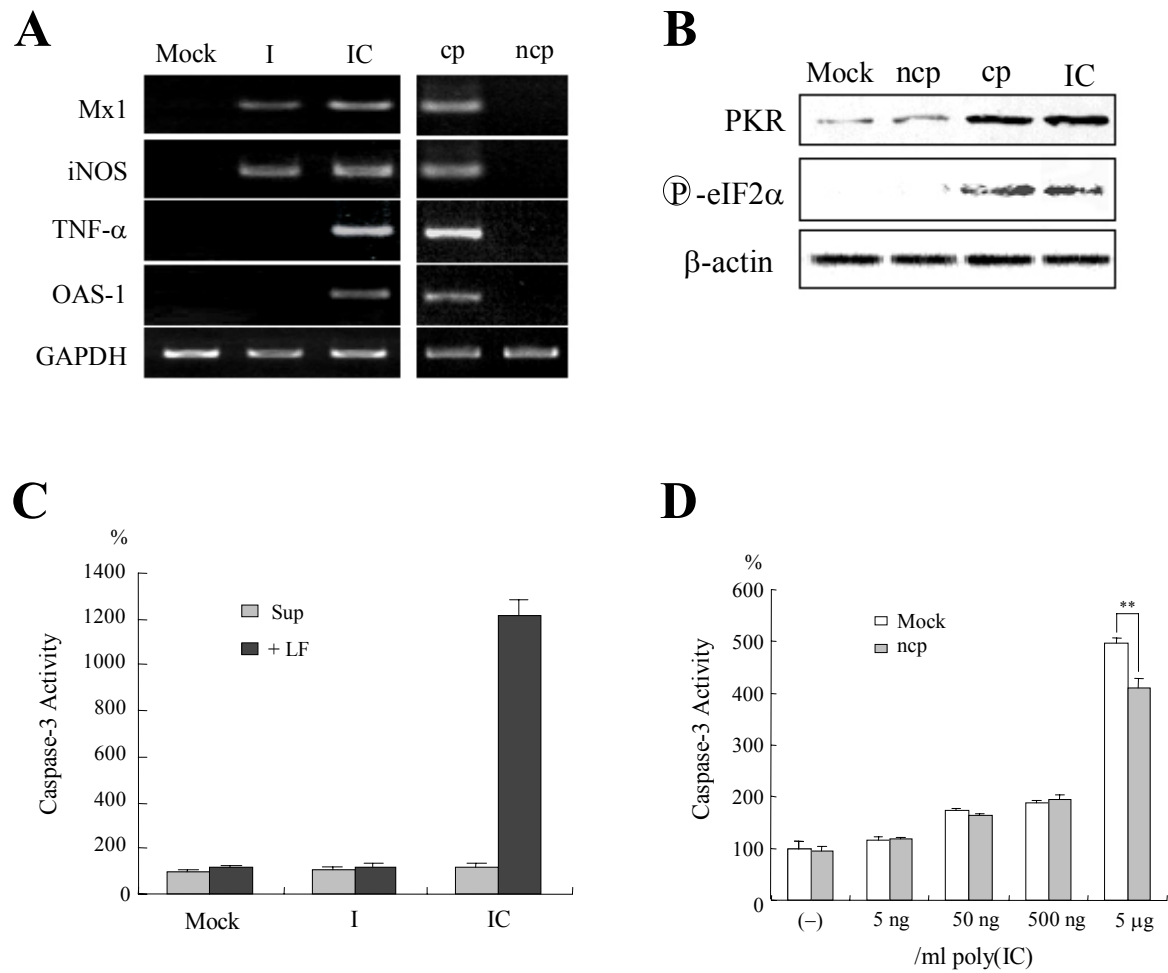 A
Mock I IC cp ncp
Mx1
iNOS
TNF-α
OAS-1
GAPDH
B
Mock ncp cp IC
PKR
Ⓟ-eIF2α
β-actin
C
%
Caspase-3 Activity
1400
1200
1000
800
600
400
200
0
Sup
+ LF
Mock I IC
D
%
Caspase-3 Activity
600
500
400
300
200
100
0
Mock
ncp
**
(−) 5 ng 50 ng 500 ng 5 μg
/ml poly(IC)